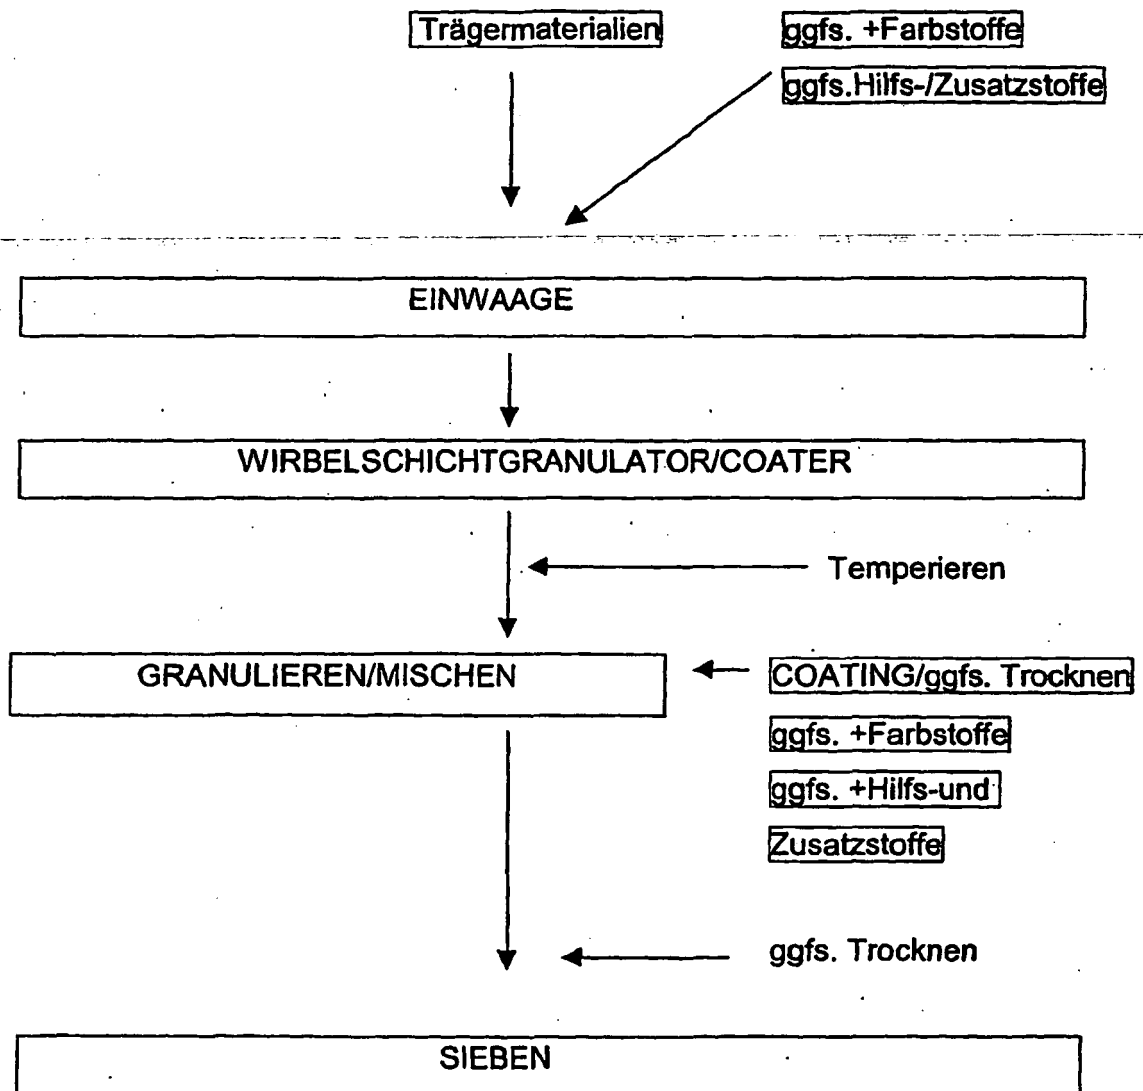 Trägermaterialien
ggfs. +Farbstoffe
ggfs.Hilfs-/Zusatzstoffe
EINWAAGE
WIRBELSCHICHTGRANULATOR/COATER
Temperieren
GRANULIEREN/MISCHEN
COATING/ggfs. Trocknen
ggfs. +Farbstoffe
ggfs. +Hilfs-und
Zusatzstoffe
ggfs. Trocknen
SIEBEN